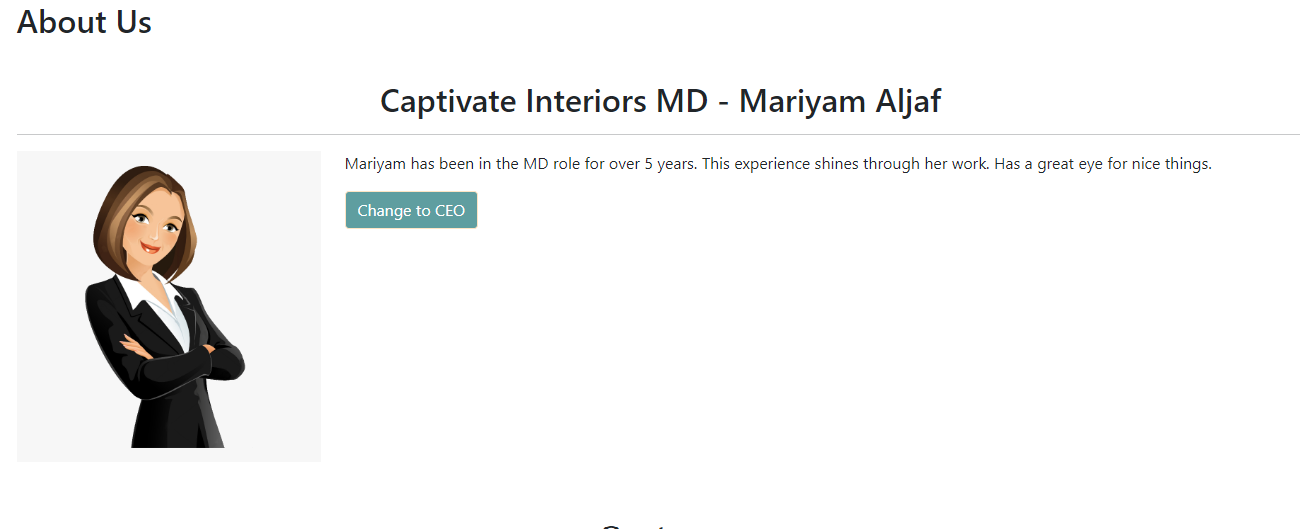 About Us
Captivate Interiors MD - Mariyam Aljaf
Mariyam has been in the MD role for over 5 years. This experience shines through her work. Has a great eye for nice things.
Change to CEO